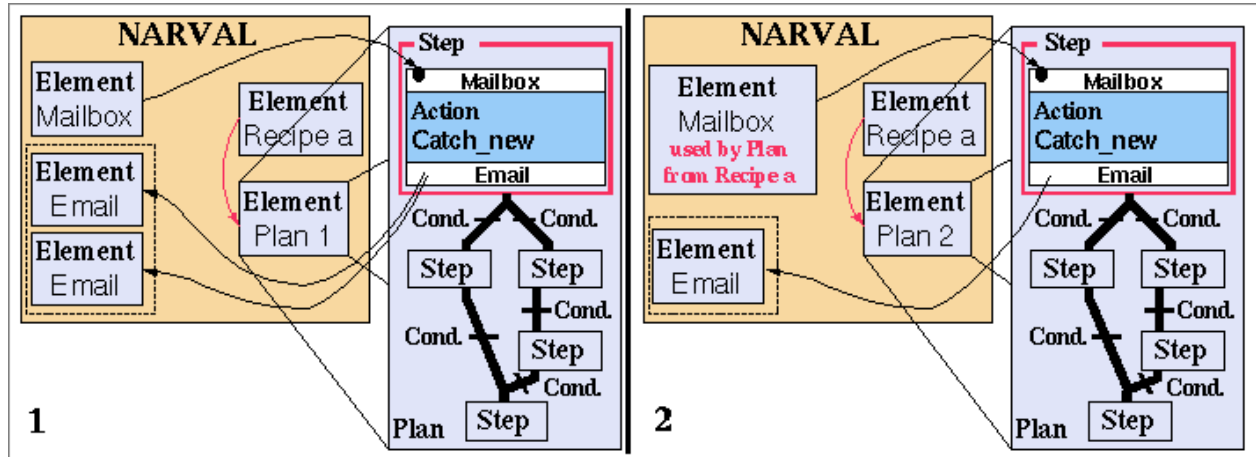 NARVAL
Element
Mailbox
Element
Recipe a
Element
Email
Element
Plan 1
Element
Email
1
Step
Mailbox
Action
Catch_new
Email
Cond.
Cond.
Step
Step
Cond.
Cond.
Step
Cond.
Step
Plan
NARVAL
Element
Mailbox
used by Plan
from Recipe a
Element
Recipe a
Element
Plan 2
Element
Email
2
Step
Mailbox
Action
Catch_new
Email
Cond.
Cond.
Step
Step
Cond.
Cond.
Step
Cond.
Step
Plan